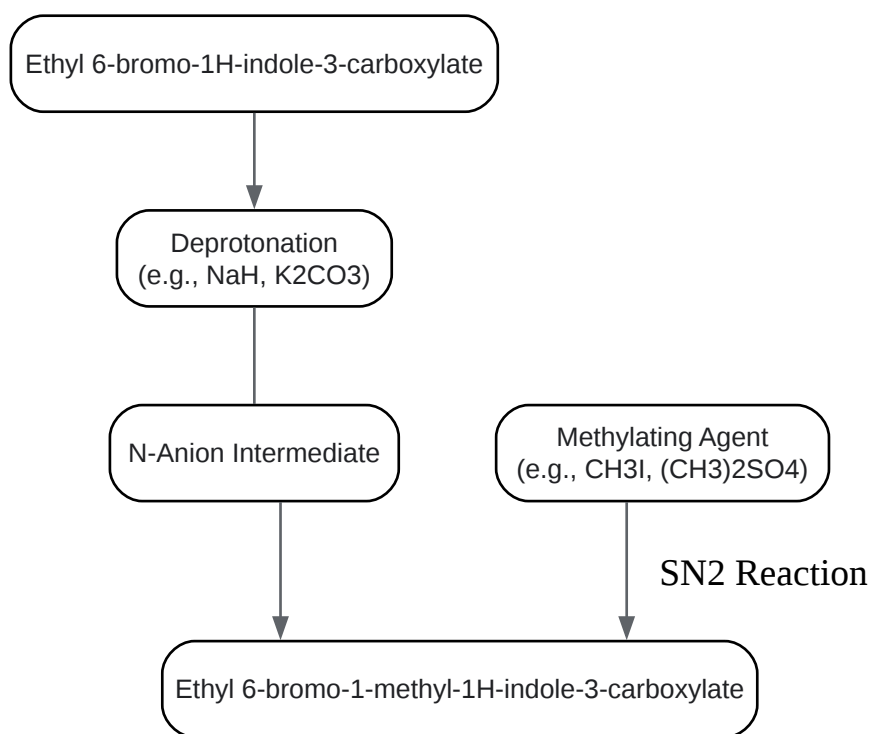 Ethyl 6-bromo-1H-indole-3-carboxylate
Deprotonation
(e.g., NaH, K2CO3)
N-Anion Intermediate
Methylating Agent
(e.g., CH3I, (CH3)2SO4)
SN2 Reaction
Ethyl 6-bromo-1-methyl-1H-indole-3-carboxylate